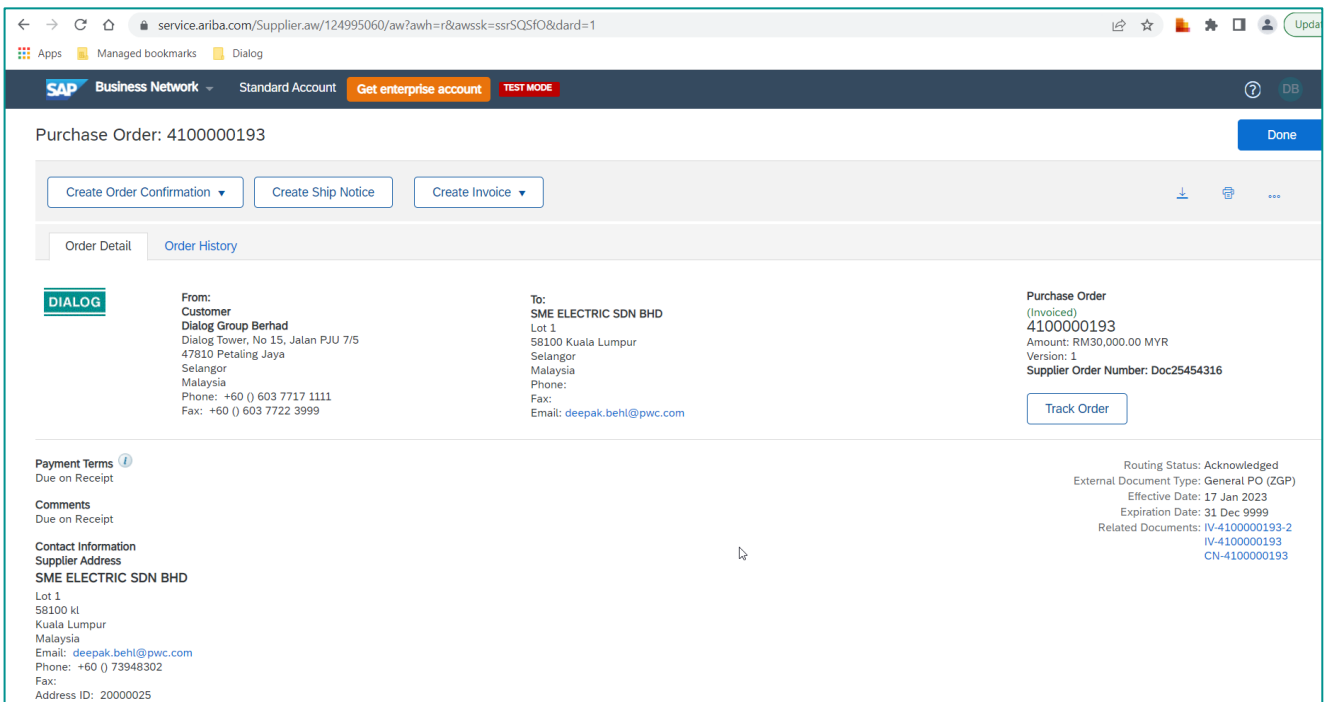 service.ariba.com/Supplier.aw/124995060/aw?awh=r&awssk=ssrSQSfO&dard=1
Apps Managed bookmarks Dialog
SAP Business Network Standard Account Get enterprise account TEST MODE ? DB
Purchase Order: 4100000193 Done
Create Order Confirmation Create Ship Notice Create Invoice
Order Detail Order History
DIALOG
From:
Customer
Dialog Group Berhad
Dialog Tower, No 15, Jalan PJU 7/5
47810 Petaling Jaya
Selangor
Malaysia
Phone: +60 () 603 7717 1111
Fax: +60 () 603 7722 3999
To:
SME ELECTRIC SDN BHD
Lot 1
58100 Kuala Lumpur
Selangor
Malaysia
Phone:
Fax:
Email: deepak.behl@pwc.com
Purchase Order
(Invoiced)
4100000193
Amount: RM30,000.00 MYR
Version: 1
Supplier Order Number: Doc25454316
Track Order
Payment Terms i
Due on Receipt
Comments
Due on Receipt
Contact Information
Supplier Address
SME ELECTRIC SDN BHD
Lot 1
58100 kl
Kuala Lumpur
Malaysia
Email: deepak.behl@pwc.com
Phone: +60 () 73948302
Fax:
Address ID: 20000025
Routing Status: Acknowledged
External Document Type: General PO (ZGP)
Effective Date: 17 Jan 2023
Expiration Date: 31 Dec 9999
Related Documents: IV-4100000193-2
IV-4100000193
CN-4100000193